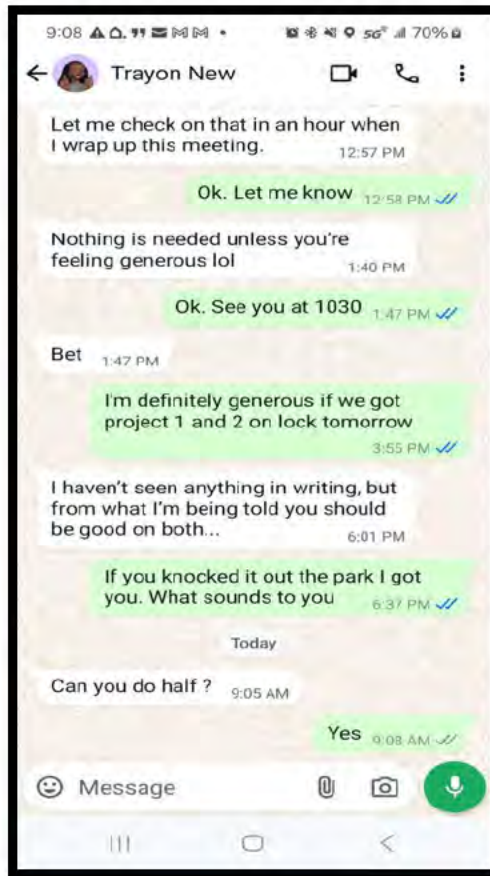 9:08
5G 70%
Trayon New
Let me check on that in an hour when
I wrap up this meeting.
12:57 PM
Ok. Let me know 12:58 PM
Nothing is needed unless you're
feeling generous lol
1:40 PM
Ok. See you at 1030 1:47 PM
Bet 1:47 PM
I'm definitely generous if we got
project 1 and 2 on lock tomorrow
3:55 PM
I haven't seen anything in writing, but
from what I'm being told you should
be good on both...
6:01 PM
If you knocked it out the park I got
you. What sounds to you
6:37 PM
Today
Can you do half ? 9:05 AM
Yes 9:08 AM
Message